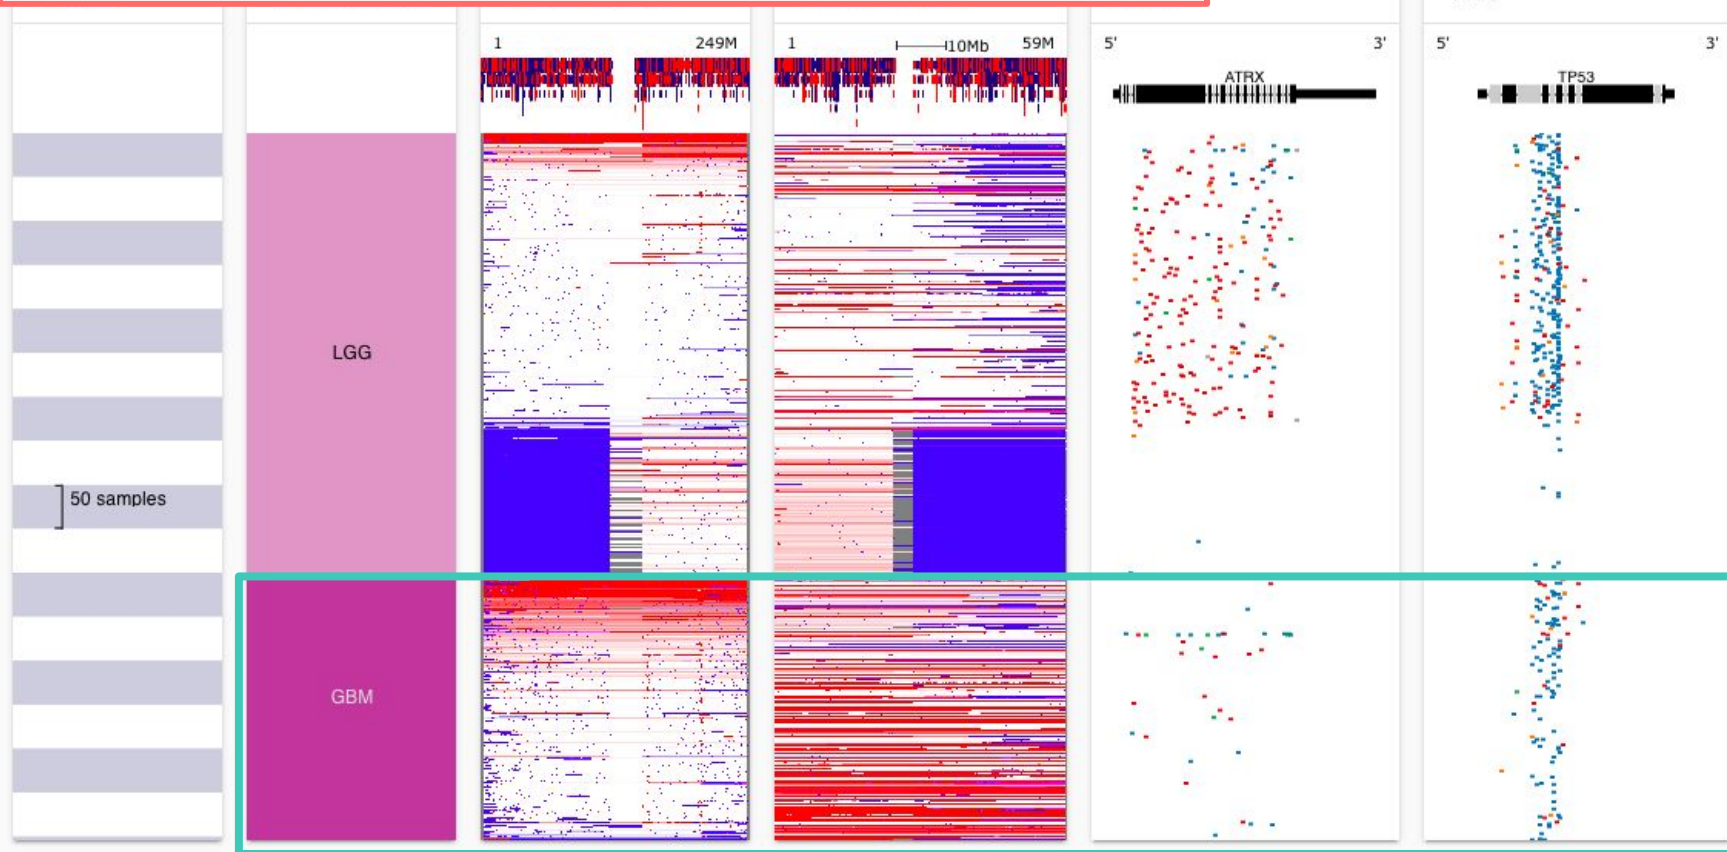 1 249M
1 10Mb 59M
5' 3'
5' 3'
ATRX
TP53
LGG
50 samples
GBM